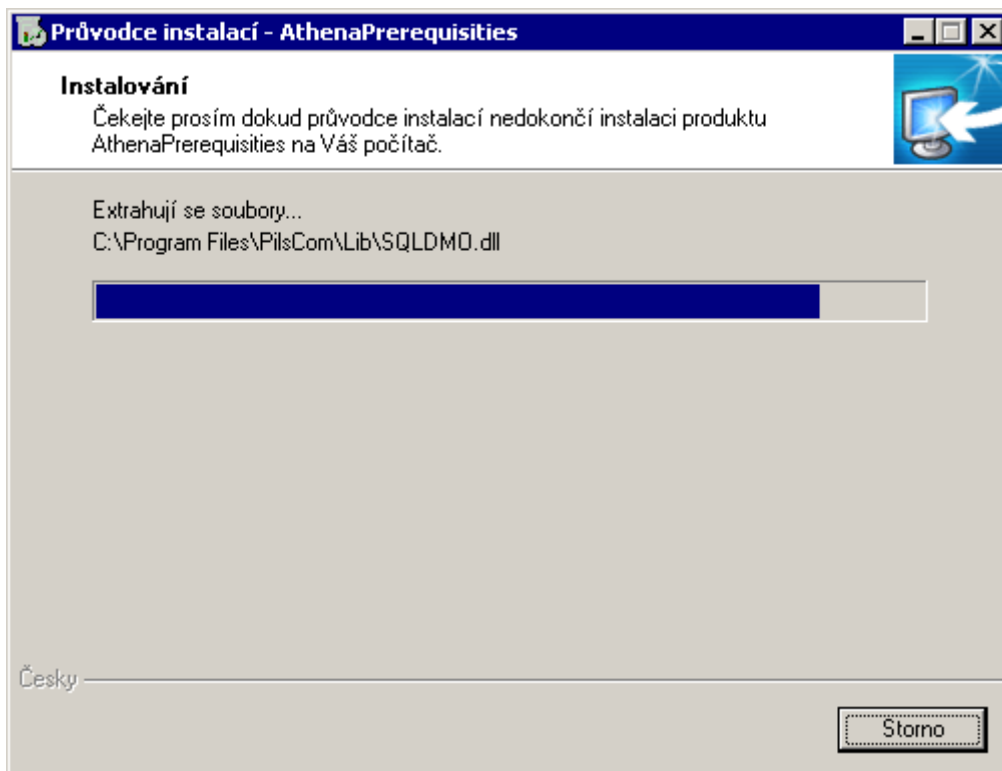 Průvodce instalací - AthenaPrerequisities
Instalování
Čekejte prosím dokud průvodce instalací nedokončí instalaci produktu
AthenaPrerequisities na Váš počítač.
Extrahují se soubory...
C:\Program Files\PilsCom\Lib\SQLDMO.dll
Česky
Storno